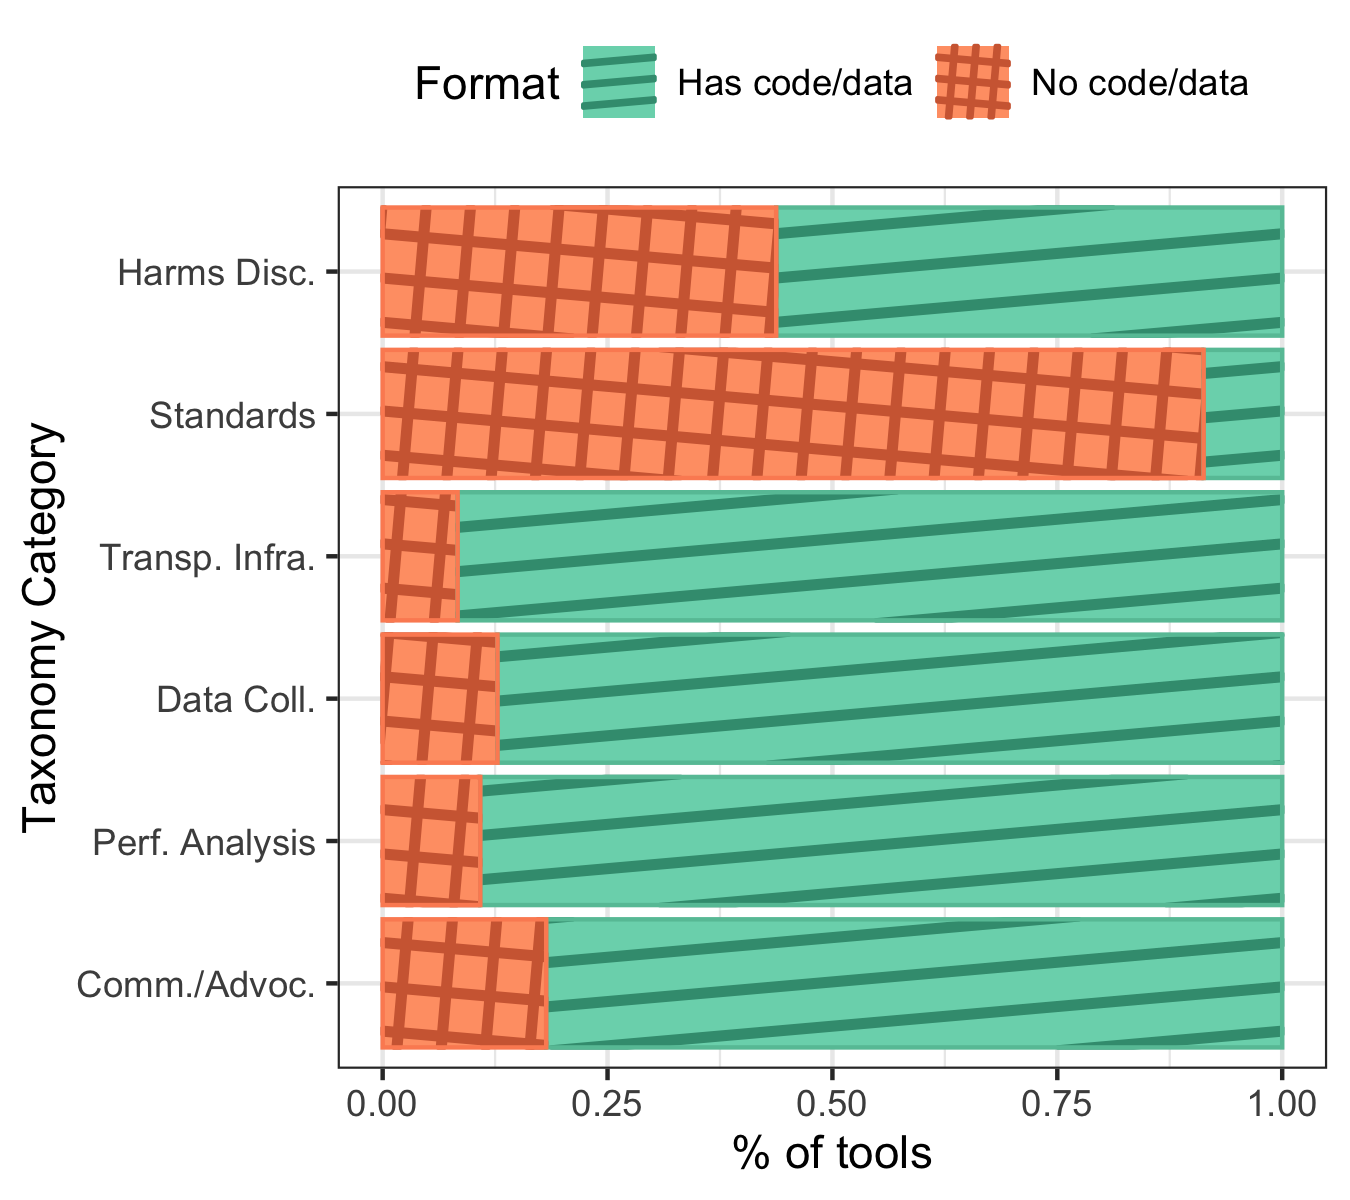 Format Has code/data No code/data
Harms Disc.
Standards
Transp. Infra.
Data Coll.
Perf. Analysis
Comm./Advoc.
Taxonomy Category
0.00 0.25 0.50 0.75 1.00
% of tools